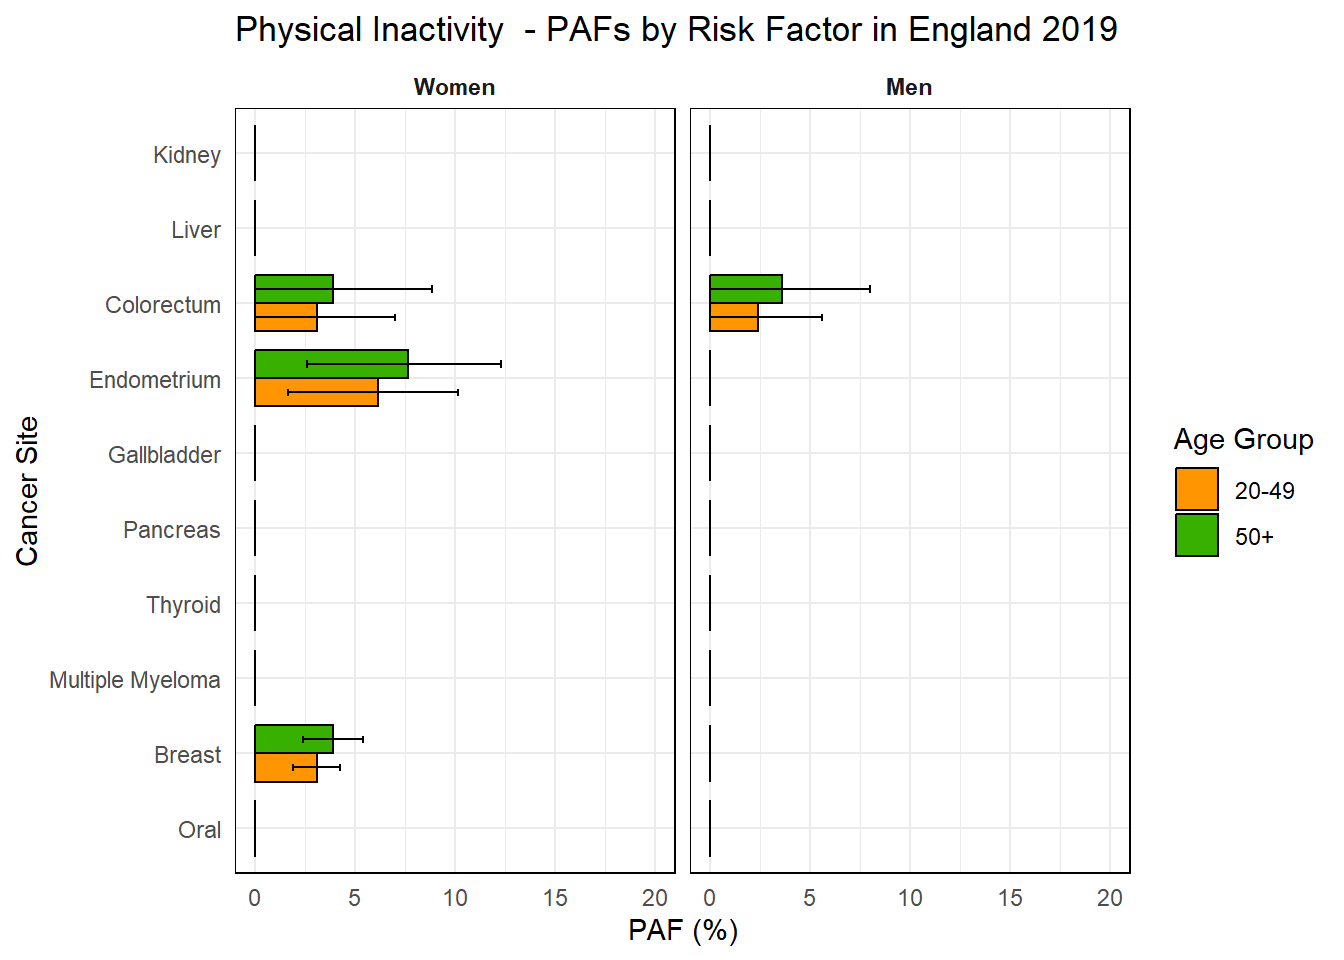 Physical Inactivity  - PAFs by Risk Factor in England 2019
Women
Men
Kidney
Liver
Colorectum
Endometrium
Gallbladder
Pancreas
Thyroid
Multiple Myeloma
Breast
Oral
Cancer Site
0 5 10 15 20
0 5 10 15 20
PAF (%)
Age Group
20-49
50+